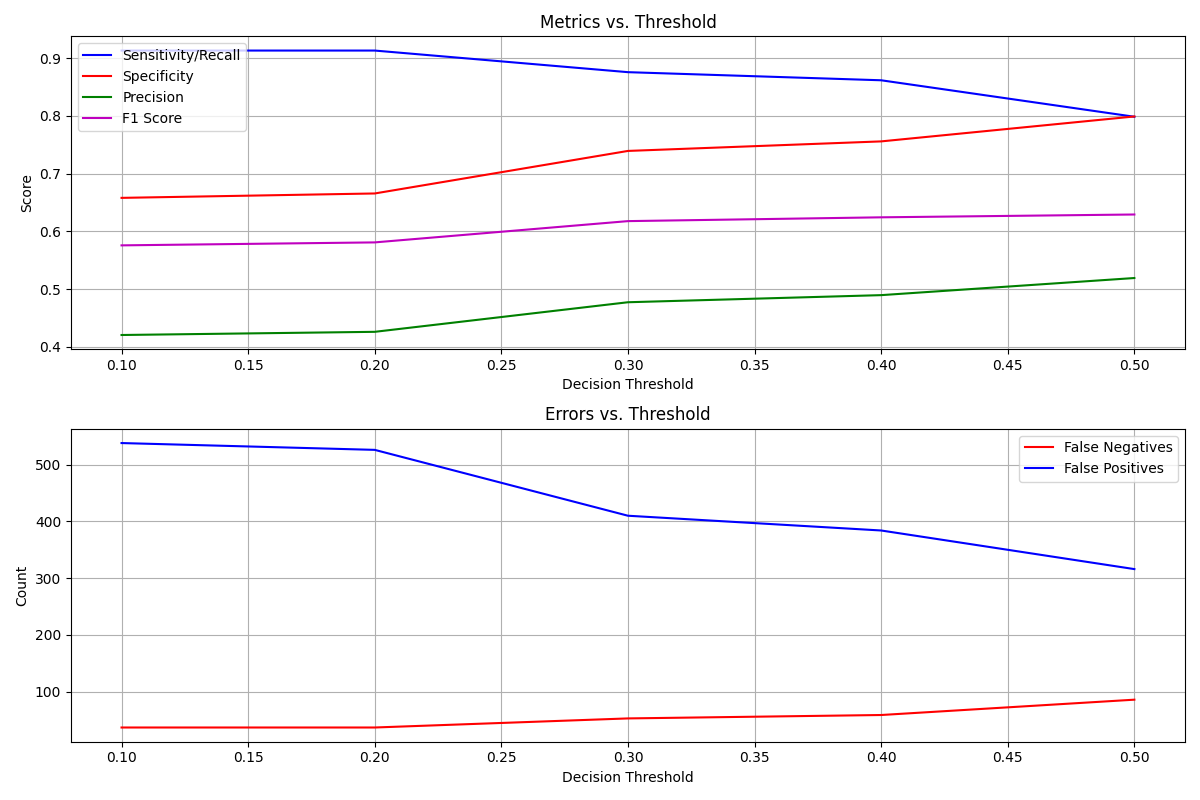 Metrics vs. Threshold
Score
0.9
0.8
0.7
0.6
0.5
0.4
Sensitivity/Recall
Specificity
Precision
F1 Score
0.10 0.15 0.20 0.25 0.30 0.35 0.40 0.45 0.50
Decision Threshold
Errors vs. Threshold
Count
500
400
300
200
100
False Negatives
False Positives
0.10 0.15 0.20 0.25 0.30 0.35 0.40 0.45 0.50
Decision Threshold